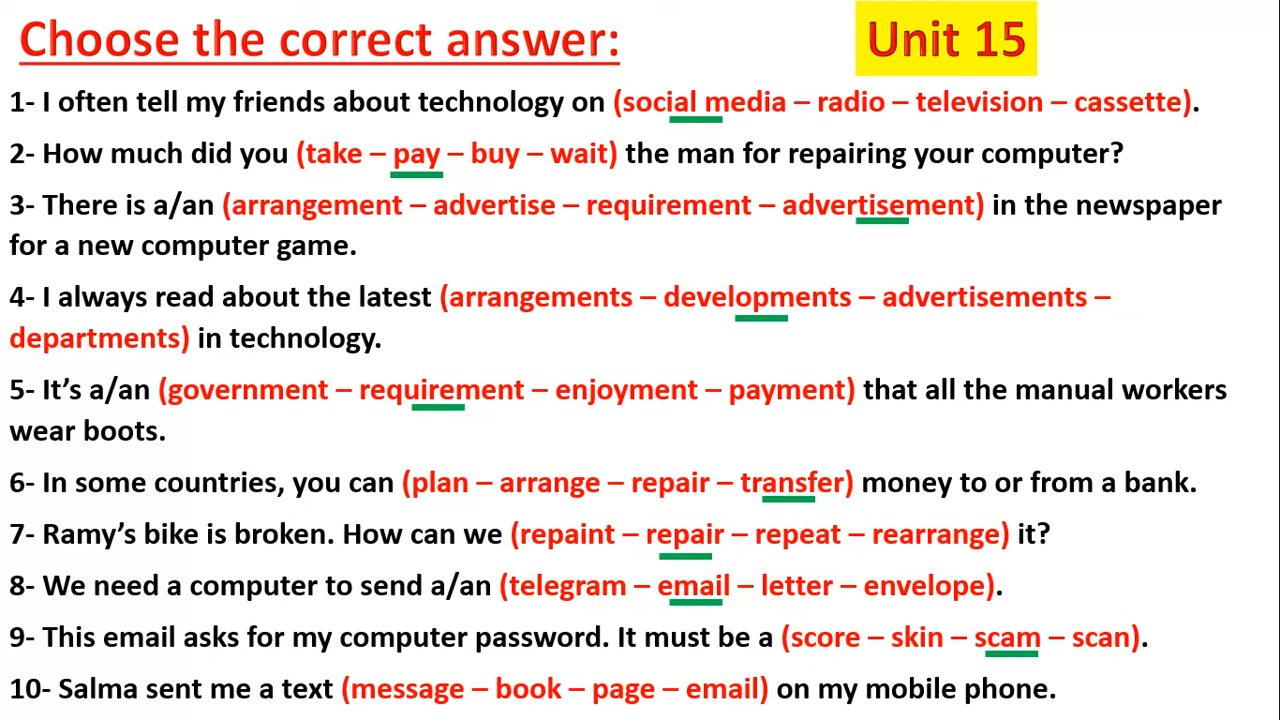 Choose the correct answer: Unit 15
1- I often tell my friends about technology on (social media – radio – television – cassette).
2- How much did you (take – pay – buy – wait) the man for repairing your computer?
3- There is a/an (arrangement – advertise – requirement – advertisement) in the newspaper
for a new computer game.
4- I always read about the latest (arrangements – developments – advertisements –
departments) in technology.
5- It’s a/an (government – requirement – enjoyment – payment) that all the manual workers
wear boots.
6- In some countries, you can (plan – arrange – repair – transfer) money to or from a bank.
7- Ramy’s bike is broken. How can we (repaint – repair – repeat – rearrange) it?
8- We need a computer to send a/an (telegram – email – letter – envelope).
9- This email asks for my computer password. It must be a (score – skin – scam – scan).
10- Salma sent me a text (message – book – page – email) on my mobile phone.